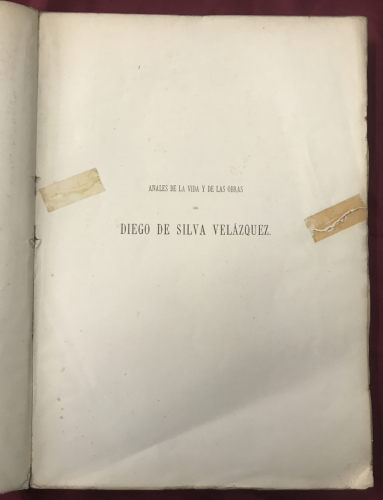 ANALES DE LA VIDA Y DE LAS OBRAS
DE
DIEGO DE SILVA VELÁZQUEZ.